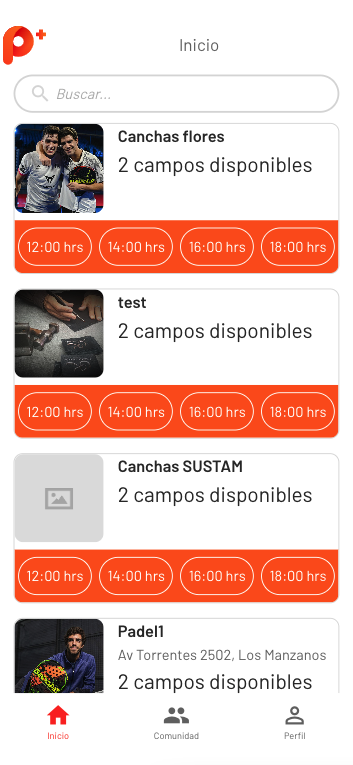 Inicio
Buscar...
Canchas flores
2 campos disponibles
12:00 hrs 14:00 hrs 16:00 hrs 18:00 hrs
test
2 campos disponibles
12:00 hrs 14:00 hrs 16:00 hrs 18:00 hrs
Canchas SUSTAM
2 campos disponibles
12:00 hrs 14:00 hrs 16:00 hrs 18:00 hrs
Padel1
Av Torrentes 2502, Los Manzanos
2 campos disponibles
Inicio Comunidad Perfil